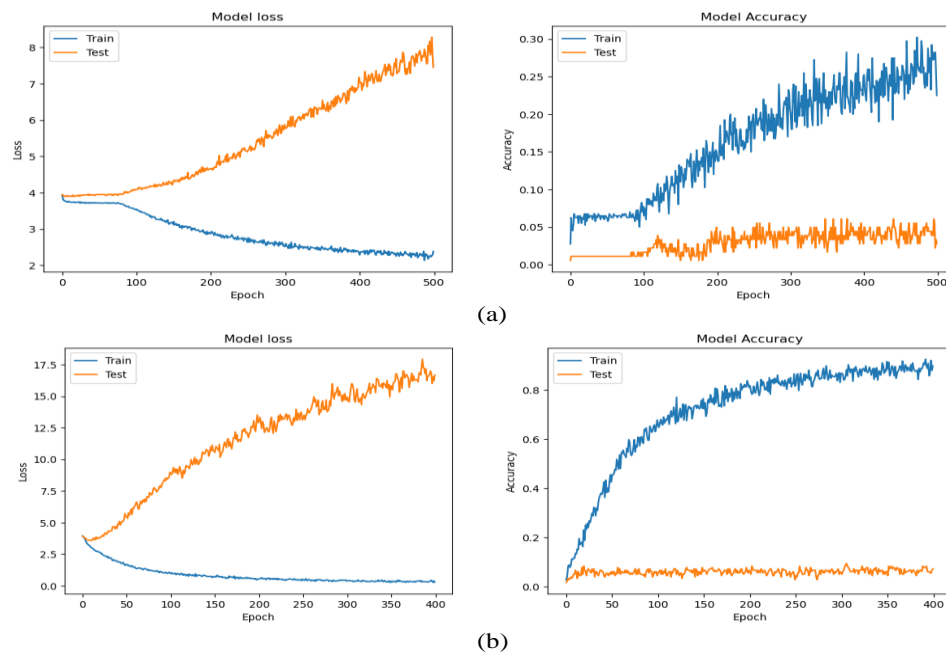 Model loss
Train
Test
8
7
6
5
4
3
2
Loss
0
100
200
300
400
500
Epoch
Model Accuracy
Train
Test
0.30
0.25
0.20
0.15
0.10
0.05
0.00
Accuracy
0
100
200
300
400
500
Epoch
(a)
Model loss
Train
Test
17.5
15.0
12.5
10.0
7.5
5.0
2.5
0.0
Loss
0
50
100
150
200
250
300
350
400
Epoch
Model Accuracy
Train
Test
0.8
0.6
0.4
0.2
0.0
Accuracy
0
50
100
150
200
250
300
350
400
Epoch
(b)